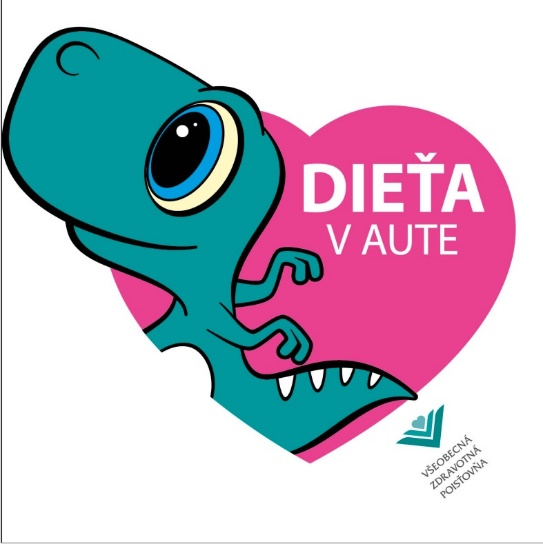 DIEŤA
V AUTE
VŠEOBECNÁ
ZDRAVOTNÁ
POISŤOVŇA